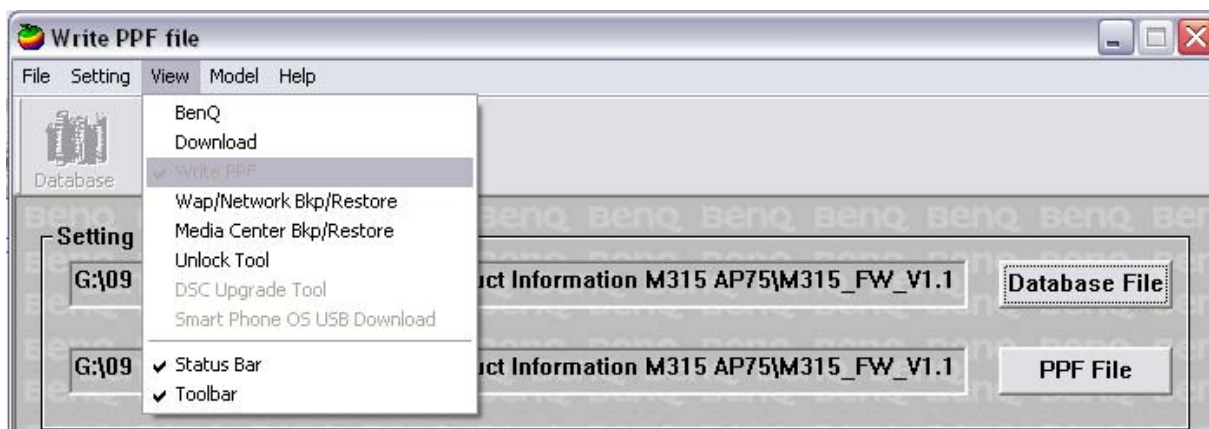 Write PPF file
File Setting View Model Help
BenQ
Download
Write PPF
Wap/Network Bkp/Restore
Media Center Bkp/Restore
Unlock Tool
DSC Upgrade Tool
Smart Phone OS USB Download
Status Bar
Toolbar
Database
Setting
G:\09 uct Information M315 AP75\M315_FW_V1.1 Database File
G:\09 uct Information M315 AP75\M315_FW_V1.1 PPF File